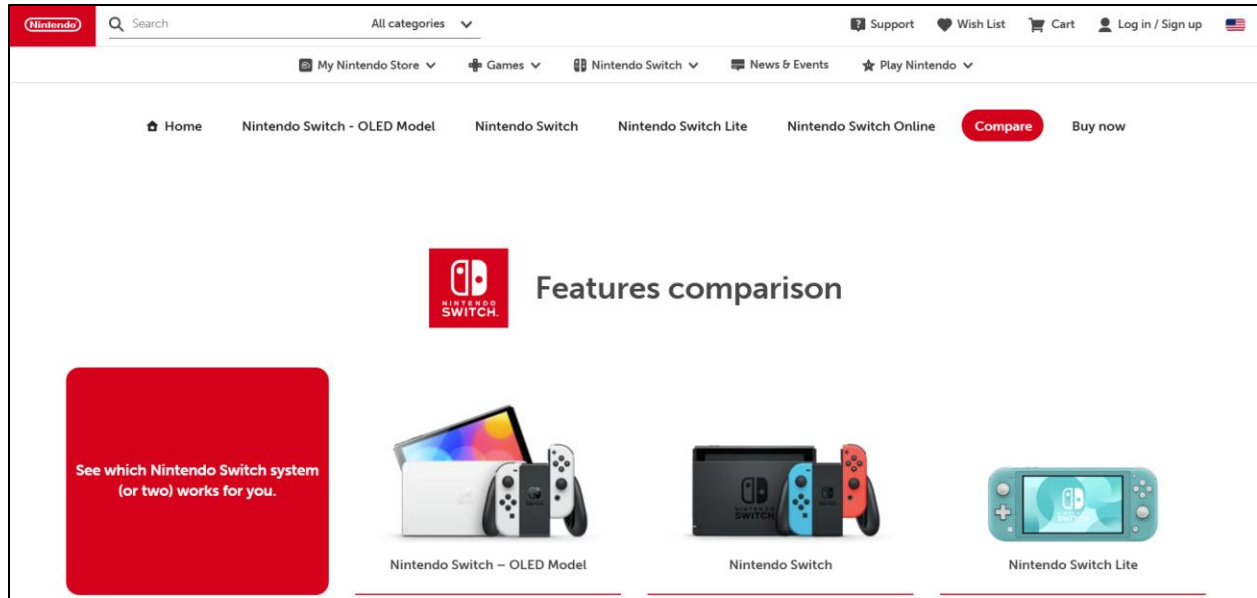 Nintendo
Search
All categories
Support
Wish List
Cart
Log in / Sign up
My Nintendo Store
Games
Nintendo Switch
News & Events
Play Nintendo
Home
Nintendo Switch - OLED Model
Nintendo Switch
Nintendo Switch Lite
Nintendo Switch Online
Compare
Buy now
NINTENDO
SWITCH.
Features comparison
See which Nintendo Switch system
(or two) works for you.
NINTENDO
SWITCH
Nintendo Switch – OLED Model
Nintendo Switch
Nintendo Switch Lite